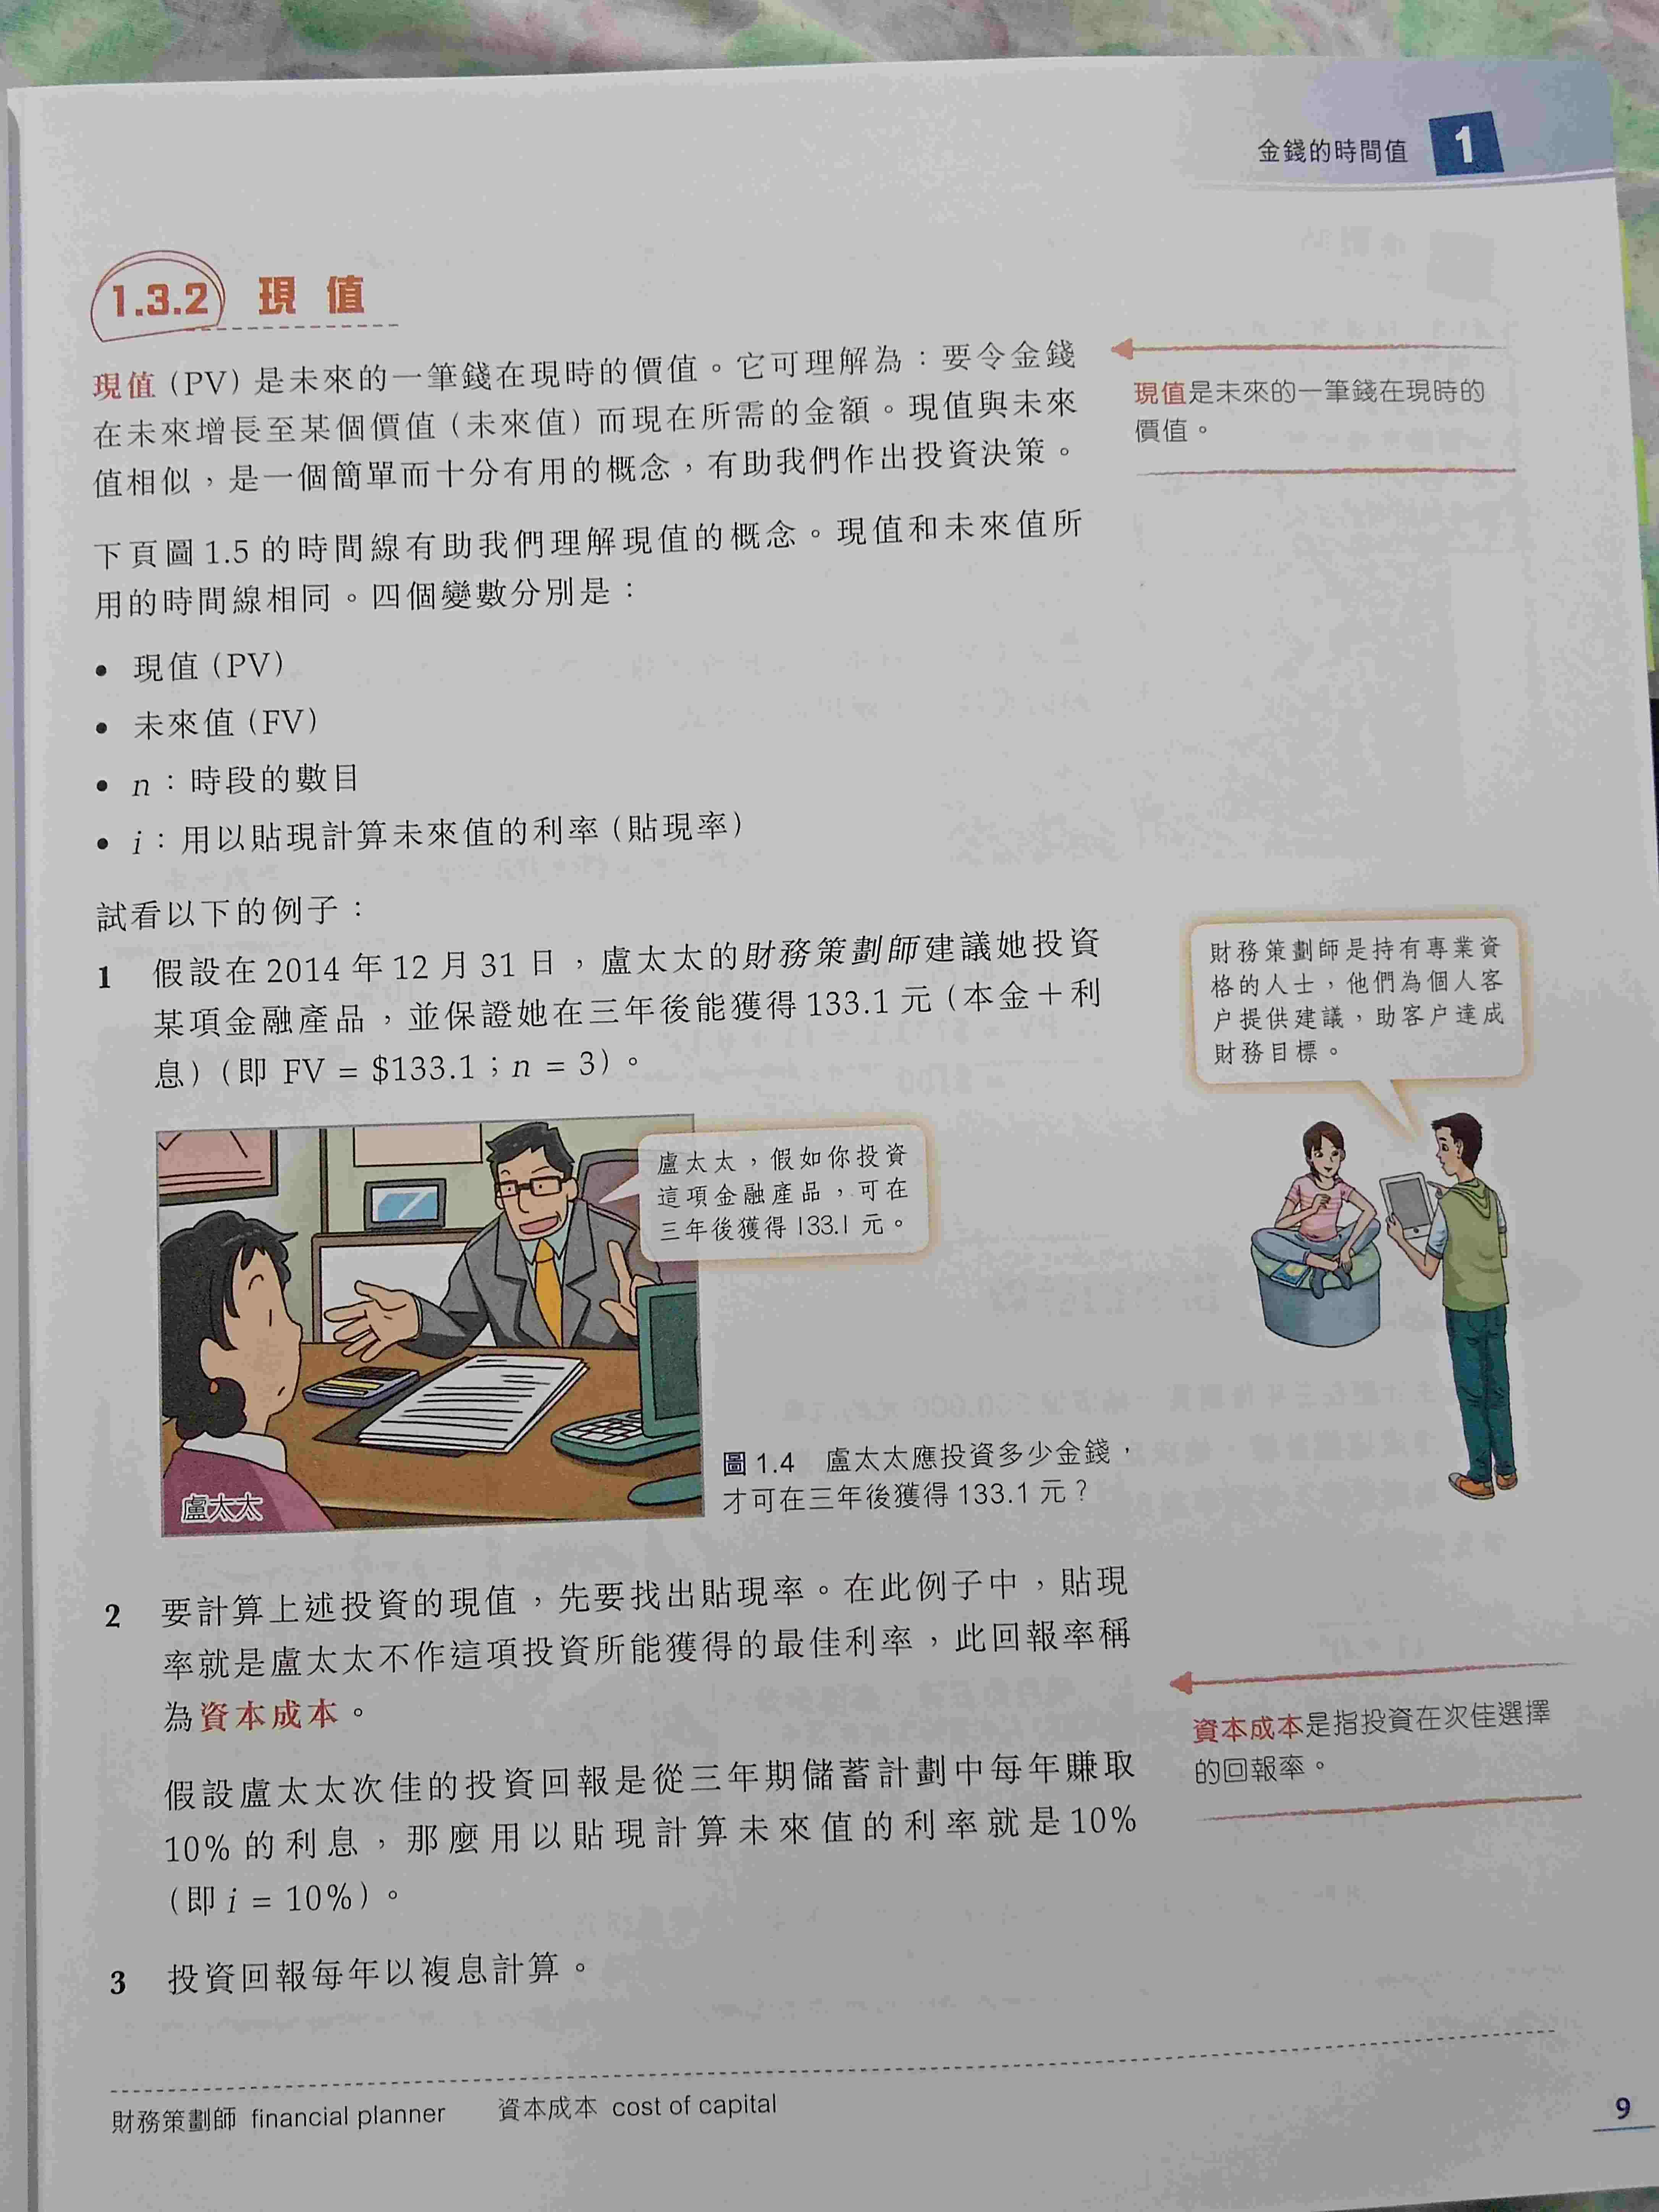 金錢的時間值 1
1.3.2 現值
現值 (PV) 是未來的一筆錢在現時的價值。它可理解為：要令金錢
在未來增長至某個價值 (未來值) 而現在所需的金額。現值與未來
值相似，是一個簡單而十分有用的概念，有助我們作出投資決策。
現值是未來的一筆錢在現時的
價值。
下頁圖 1.5 的時間線有助我們理解現值的概念。現值和未來值所
用的時間線相同。四個變數分別是：
• 現值 (PV)
• 未來值 (FV)
• n：時段的數目
• i：用以貼現計算未來值的利率 (貼現率)
試看以下的例子：
1 假設在 2014 年 12 月 31 日，盧太太的財務策劃師建議她投資
某項金融產品，並保證她在三年後能獲得 133.1 元 (本金＋利
息) (即 FV = $133.1；n = 3)。
財務策劃師是持有專業資
格的人士，他們為個人客
户提供建議，助客户達成
財務目標。
盧太太，假如你投資
這項金融產品，可在
三年後獲得 133.1 元。
盧太太
圖 1.4 盧太太應投資多少金錢，
才可在三年後獲得 133.1 元？
2 要計算上述投資的現值，先要找出貼現率。在此例子中，貼現
率就是盧太太不作這項投資所能獲得的最佳利率，此回報率稱
為資本成本。
資本成本是指投資在次佳選擇
的回報率。
假設盧太太次佳的投資回報是從三年期儲蓄計劃中每年賺取
10% 的利息，那麼用以貼現計算未來值的利率就是 10%
(即 i = 10%)。
3 投資回報每年以複息計算。
財務策劃師 financial planner 資本成本 cost of capital
9